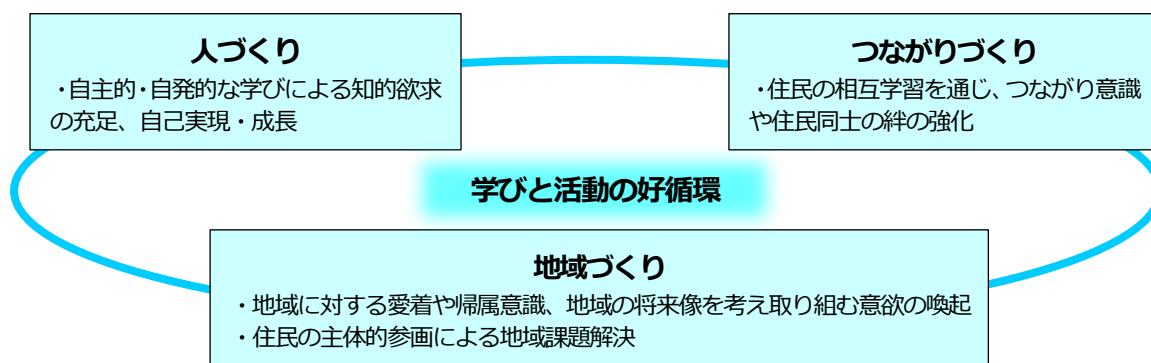 人づくり
・自主的・自発的な学びによる知的欲求
の充足、自己実現・成長
つながりづくり
・住民の相互学習を通じ、つながり意識
や住民同士の絆の強化
学びと活動の好循環
地域づくり
・地域に対する愛着や帰属意識、地域の将来像を考え取り組む意欲の喚起
・住民の主体的参画による地域課題解決